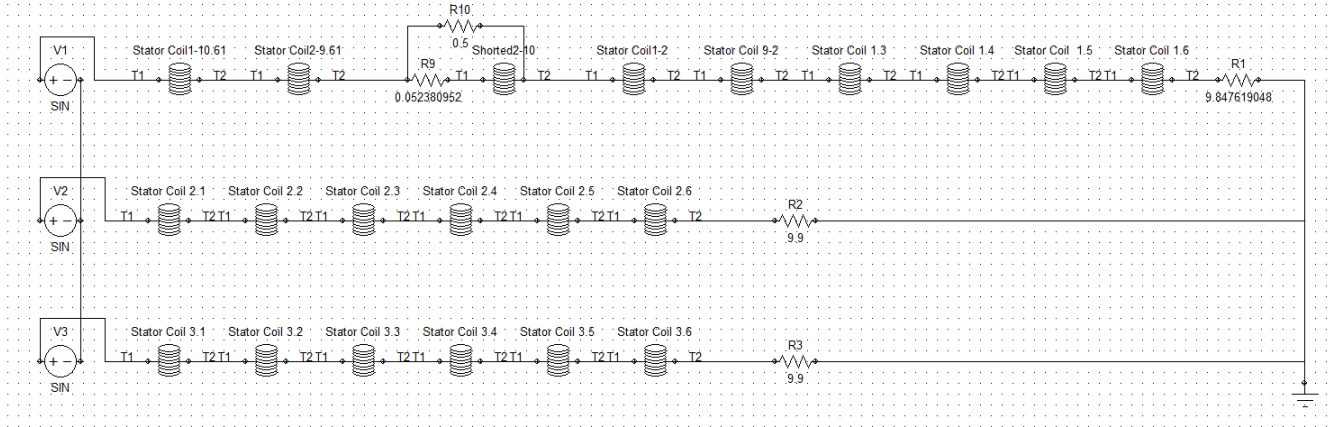 R10
0.5
V1
Stator Coil1-10.61
Stator Coil2-9.61
R9
Shorted2-10
Stator Coil1-2
Stator Coil 9-2
Stator Coil 1.3
Stator Coil 1.4
Stator Coil 1.5
Stator Coil 1.6
R1
+ -
T1 T2 T1 T2 T1 T2 T1 T2 T1 T2 T1 T2 T1 T2 T1 T2 T1 T2
SIN
0.052380952
9.847619048
V2
Stator Coil 2.1 Stator Coil 2.2 Stator Coil 2.3 Stator Coil 2.4 Stator Coil 2.5 Stator Coil 2.6
R2
+ -
T1 T2 T1 T2 T1 T2 T1 T2 T1 T2 T1 T2
SIN
9.9
V3
Stator Coil 3.1 Stator Coil 3.2 Stator Coil 3.3 Stator Coil 3.4 Stator Coil 3.5 Stator Coil 3.6
R3
+ -
T1 T2 T1 T2 T1 T2 T1 T2 T1 T2 T1 T2
SIN
9.9